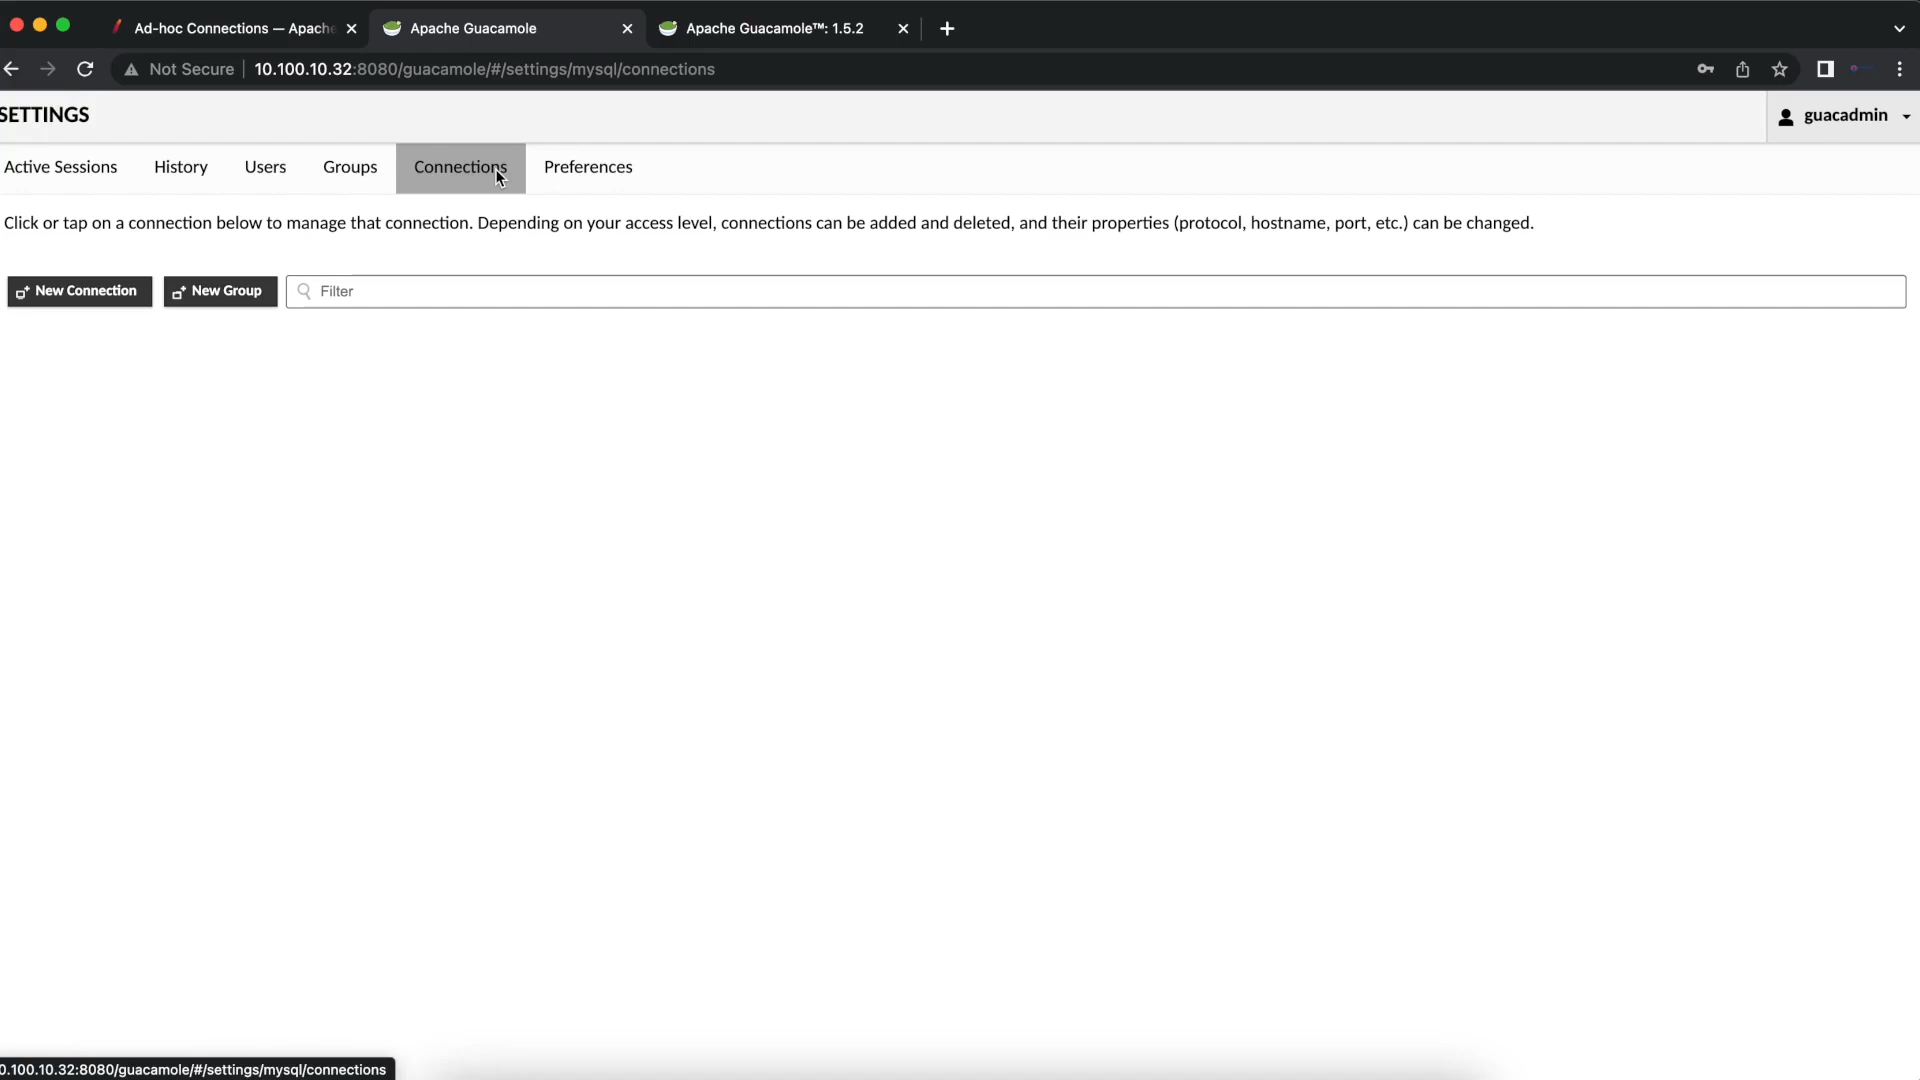 Ad-hoc Connections — Apache
Apache Guacamole
Apache Guacamole™: 1.5.2
Not Secure
10.100.10.32:8080/guacamole/#/settings/mysql/connections
SETTINGS
guacadmin
Active Sessions
History
Users
Groups
Connections
Preferences
Click or tap on a connection below to manage that connection. Depending on your access level, connections can be added and deleted, and their properties (protocol, hostname, port, etc.) can be changed.
New Connection
New Group
Filter
0.100.10.32:8080/guacamole/#/settings/mysql/connections